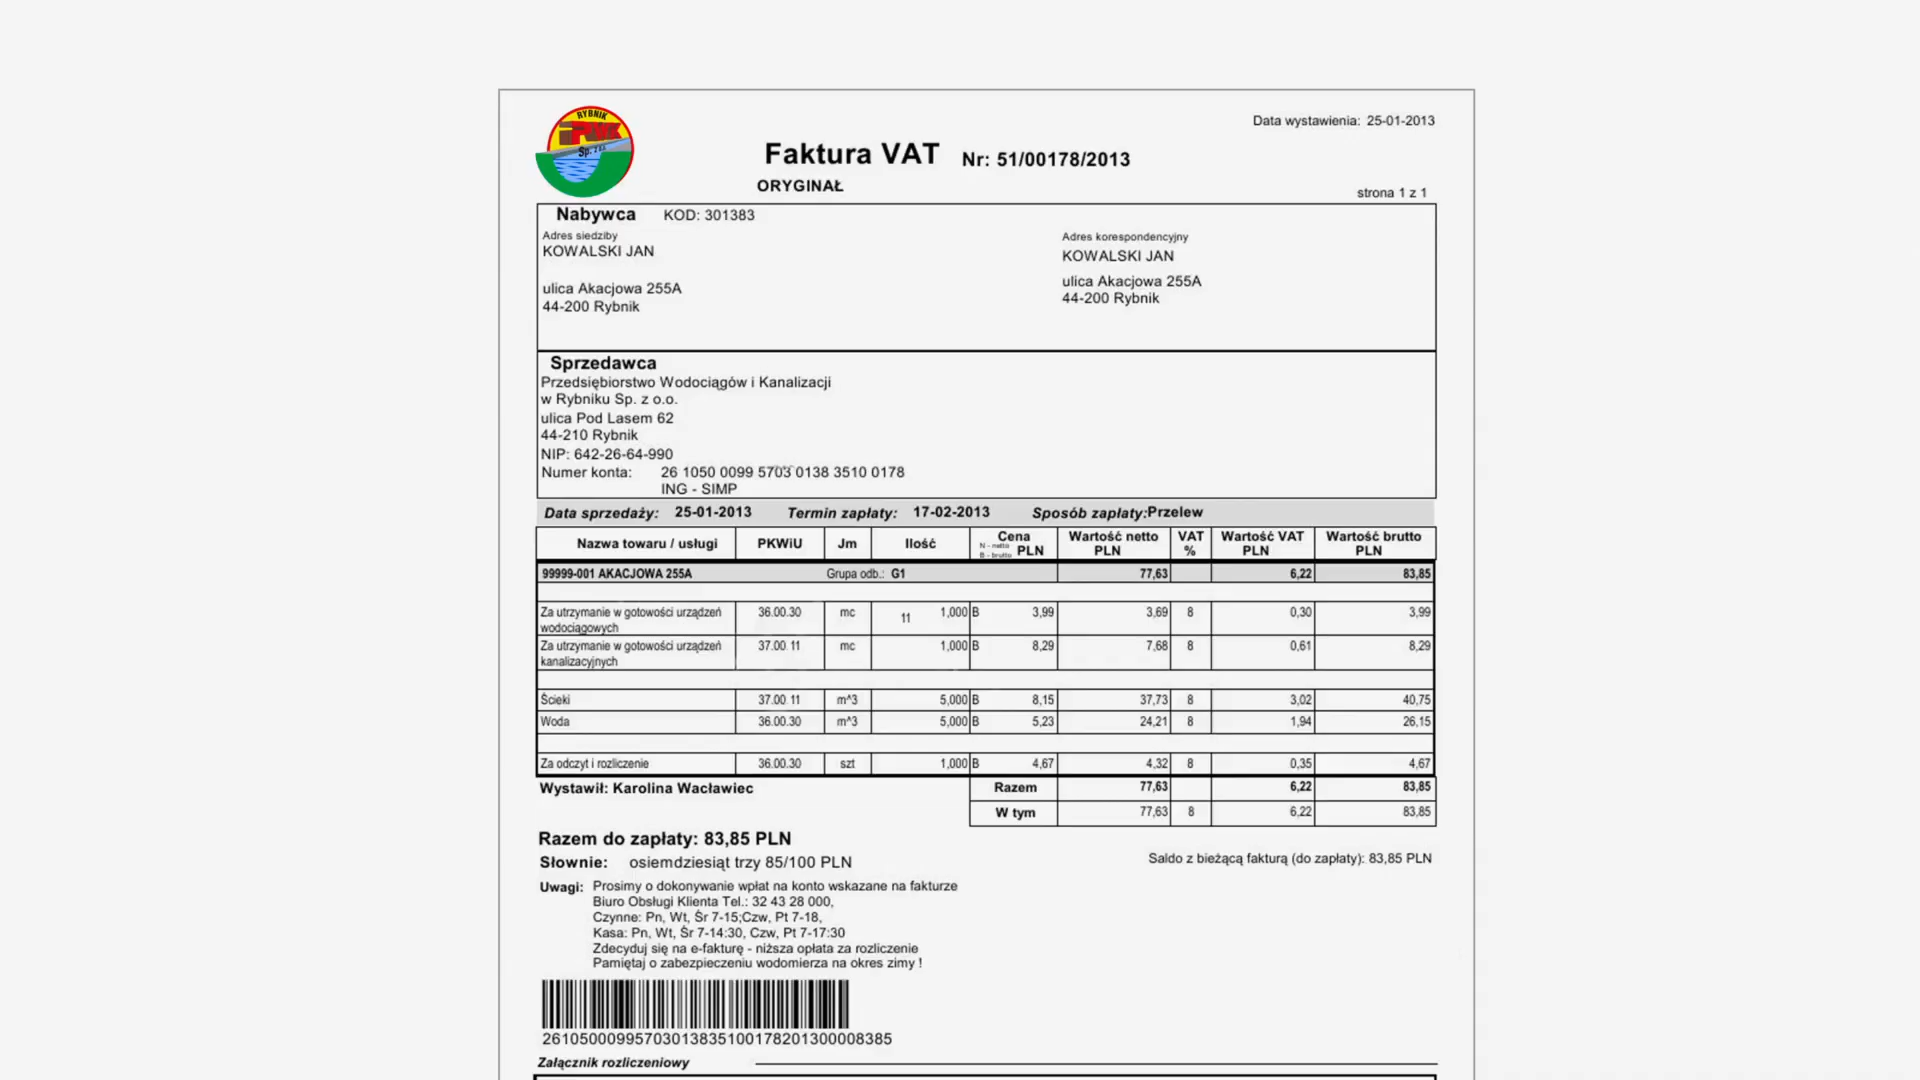 RYBNIK
PWiK
Sp. z o.o.
Data wystawienia: 25-01-2013
Faktura VAT Nr: 51/00178/2013
ORYGINAŁ
strona 1 z 1
Nabywca KOD: 301383
Adres siedziby
KOWALSKI JAN
ulica Akacjowa 255A
44-200 Rybnik
Adres korespondencyjny
KOWALSKI JAN
ulica Akacjowa 255A
44-200 Rybnik
Sprzedawca
Przedsiębiorstwo Wodociągów i Kanalizacji
w Rybniku Sp. z o.o.
ulica Pod Lasem 62
44-210 Rybnik
NIP: 642-26-64-990
Numer konta: 26 1050 0099 5703 0138 3510 0178
ING - SIMP
Data sprzedaży: 25-01-2013 Termin zapłaty: 17-02-2013 Sposób zapłaty:Przelew
Nazwa towaru / usługi PKWiU Jm Ilość Cena N - netto B - brutto PLN Wartość netto PLN VAT % Wartość VAT PLN Wartość brutto PLN
99999-001 AKACJOWA 255A Grupa odb.: G1 77,63 6,22 83,85
Za utrzymanie w gotowości urządzeń wodociągowych 36.00.30 mc 11 1,000 B 3,99 3,69 8 0,30 3,99
Za utrzymanie w gotowości urządzeń kanalizacyjnych 37.00.11 mc 1,000 B 8,29 7,68 8 0,61 8,29
Ścieki 37.00.11 m^3 5,000 B 8,15 37,73 8 3,02 40,75
Woda 36.00.30 m^3 5,000 B 5,23 24,21 8 1,94 26,15
Za odczyt i rozliczenie 36.00.30 szt 1,000 B 4,67 4,32 8 0,35 4,67
Wystawił: Karolina Wacławiec Razem 77,63 6,22 83,85
W tym 77,63 8 6,22 83,85
Razem do zapłaty: 83,85 PLN
Słownie: osiemdziesiąt trzy 85/100 PLN
Saldo z bieżącą fakturą (do zapłaty): 83,85 PLN
Uwagi: Prosimy o dokonywanie wpłat na konto wskazane na fakturze
Biuro Obsługi Klienta Tel.: 32 43 28 000,
Czynne: Pn, Wt, Śr 7-15;Czw, Pt 7-18,
Kasa: Pn, Wt, Śr 7-14:30, Czw, Pt 7-17:30
Zdecyduj się na e-fakturę - niższa opłata za rozliczenie
Pamiętaj o zabezpieczeniu wodomierza na okres zimy !
26105000995703013835100178201300008385
Załącznik rozliczeniowy